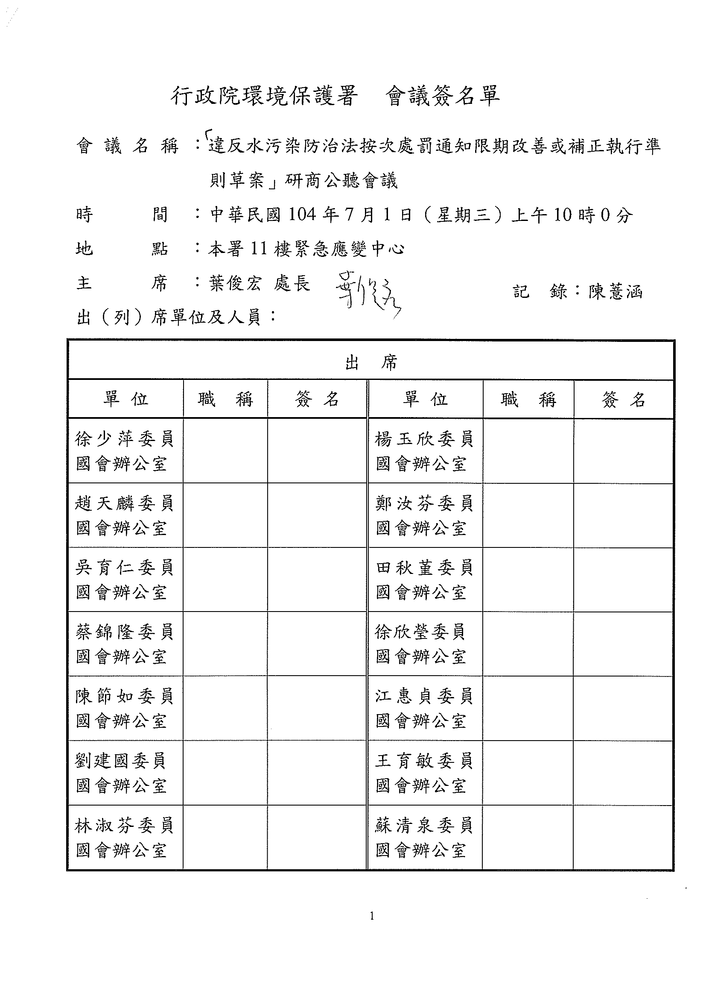 行政院環境保護署　會議簽名單
會議名稱：「違反水污染防治法按次處罰通知限期改善或補正執行準
則草案」研商公聽會議
時間：中華民國104年7月1日（星期三）上午10時0分
地點：本署11樓緊急應變中心
主席：葉俊宏 處長 葉俊宏
記錄：陳薏涵
出（列）席單位及人員：
出席
單位 職稱 簽名 單位 職稱 簽名
徐少萍委員 楊玉欣委員
國會辦公室 國會辦公室
趙天麟委員 鄭汝芬委員
國會辦公室 國會辦公室
吳育仁委員 田秋堇委員
國會辦公室 國會辦公室
蔡錦隆委員 徐欣瑩委員
國會辦公室 國會辦公室
陳節如委員 江惠貞委員
國會辦公室 國會辦公室
劉建國委員 王育敏委員
國會辦公室 國會辦公室
林淑芬委員 蘇清泉委員
國會辦公室 國會辦公室
1